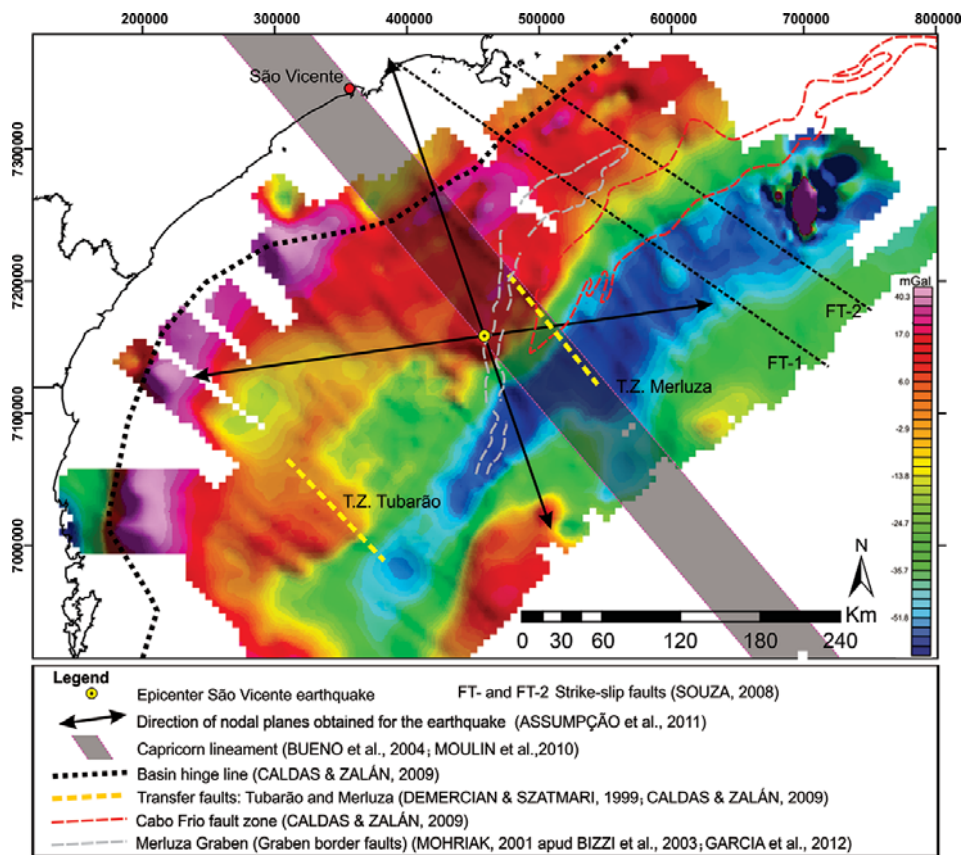 200000 300000 400000 500000 600000 700000 800000
São Vicente
7300000
7200000
7100000
7000000
mGal
40.3
17.0
6.0
-2.9
-13.8
-24.7
-35.7
-51.8
FT-2
FT-1
T.Z. Merluza
T.Z. Tubarão
N
0 15 30 60 120 180 240
Km
Legend
Epicenter São Vicente earthquake
FT- and FT-2 Strike-slip faults (SOUZA, 2008)
Direction of nodal planes obtained for the earthquake (ASSUMPÇÃO et al., 2011)
Capricorn lineament (BUENO et al., 2004; MOULIN et al.,2010)
Basin hinge line (CALDAS & ZALÁN, 2009)
Transfer faults: Tubarão and Merluza (DEMERCIAN & SZATMARI, 1999; CALDAS & ZALÁN, 2009)
Cabo Frio fault zone (CALDAS & ZALÁN, 2009)
Merluza Graben (Graben border faults) (MOHRIAK, 2001 apud BIZZI et al., 2003; GARCIA et al., 2012)